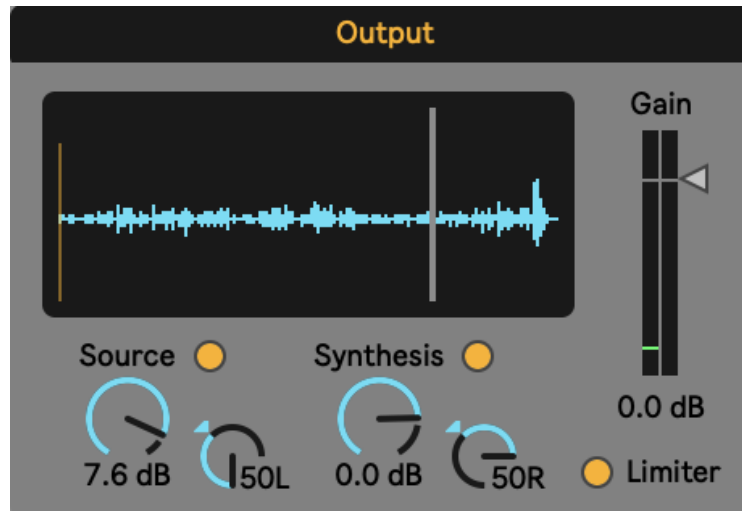 Output
Gain
Source
Synthesis
0.0 dB
7.6 dB
50L
0.0 dB
50R
Limiter